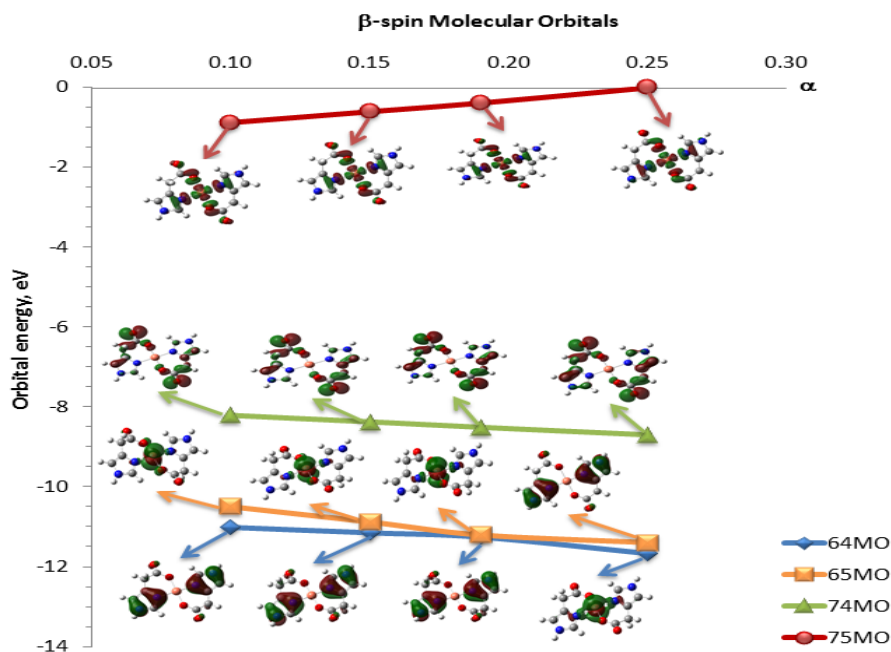 β-spin Molecular Orbitals
0.05 0.10 0.15 0.20 0.25 0.30
α
0
-2
-4
-6
-8
-10
-12
-14
Orbital energy, eV
64MO
65MO
74MO
75MO